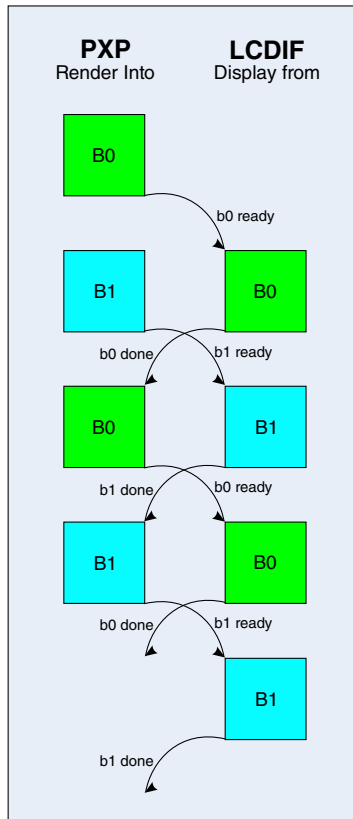 PXP LCDIF
Render Into Display from
B0
b0 ready
B1 B0
b0 done b1 ready
B0 B1
b1 done b0 ready
B1 B0
b0 done b1 ready
B1
b1 done